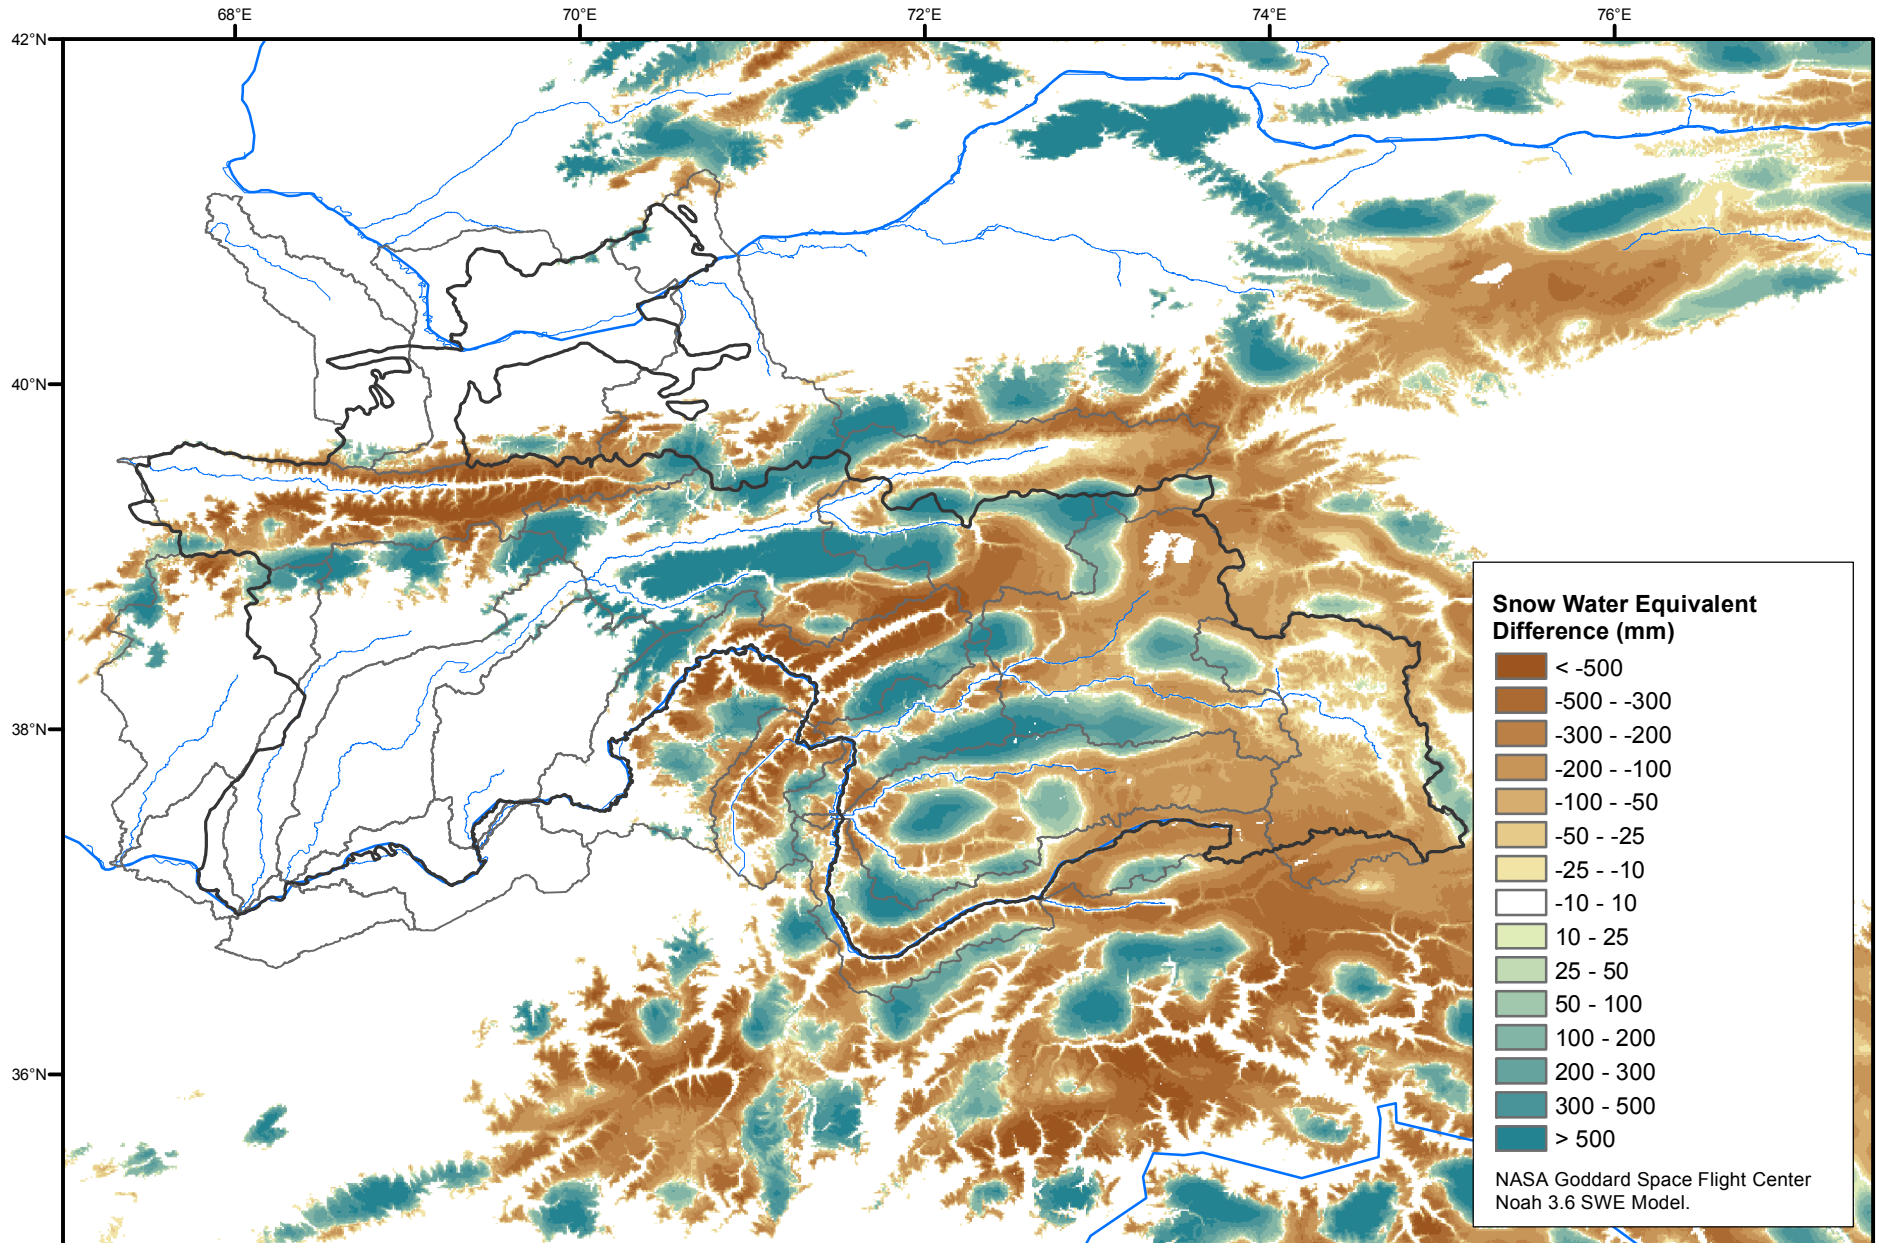 68°E
70°E
72°E
74°E
76°E
42°N
40°N
38°N
36°N
Snow Water Equivalent
Difference (mm)
< -500
-500 - -300
-300 - -200
-200 - -100
-100 - -50
-50 - -25
-25 - -10
-10 - 10
10 - 25
25 - 50
50 - 100
100 - 200
200 - 300
300 - 500
> 500
NASA Goddard Space Flight Center
Noah 3.6 SWE Model.